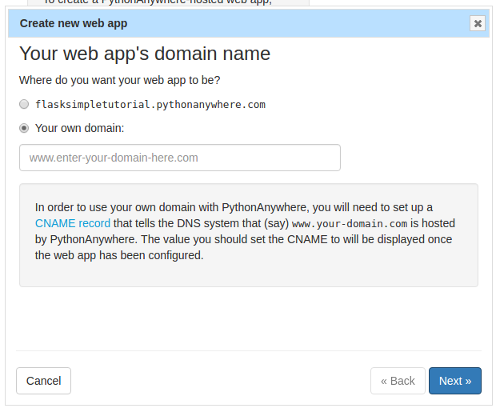 To create a PythonAnywhere-hosted web app,
Create new web app
Your web app's domain name
Where do you want your web app to be?
flasksimpletutorial.pythonanywhere.com
Your own domain:
www.enter-your-domain-here.com
In order to use your own domain with PythonAnywhere, you will need to set up a
CNAME record that tells the DNS system that (say) www.your-domain.com is hosted
by PythonAnywhere. The value you should set the CNAME to will be displayed once
the web app has been configured.
Cancel
« Back
Next »